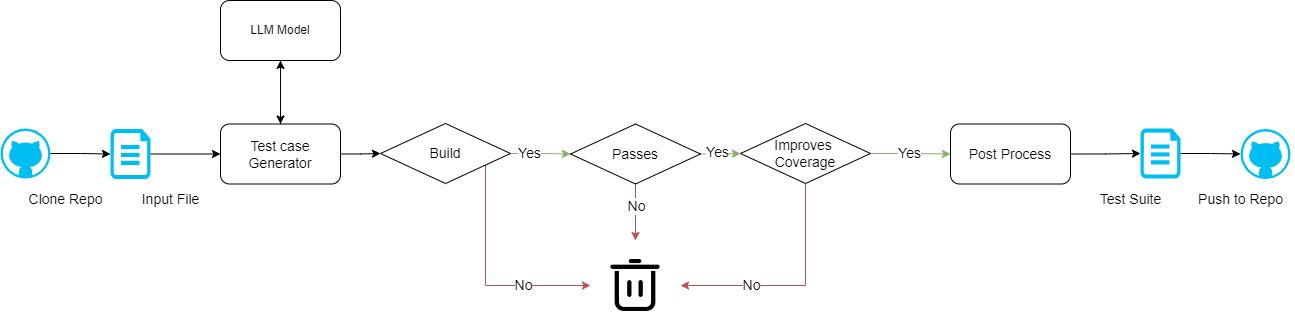 LLM Model
Test case
Generator
Build
Yes
Passes
Yes
Improves
Coverage
Yes
Post Process
Clone Repo
Input File
Test Suite
Push to Repo
No
No
No